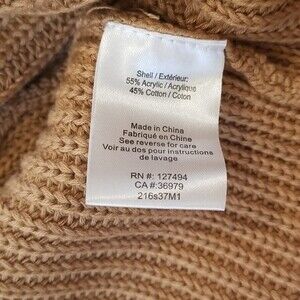 Shell / Extérieur:
55% Acrylic / Acrylique
45% Cotton / Coton
Made in China
Fabriqué en Chine
See reverse for care
Voir au dos pour les
instructions de lavage
RN #: 127494
CA #:36979
216s37M1